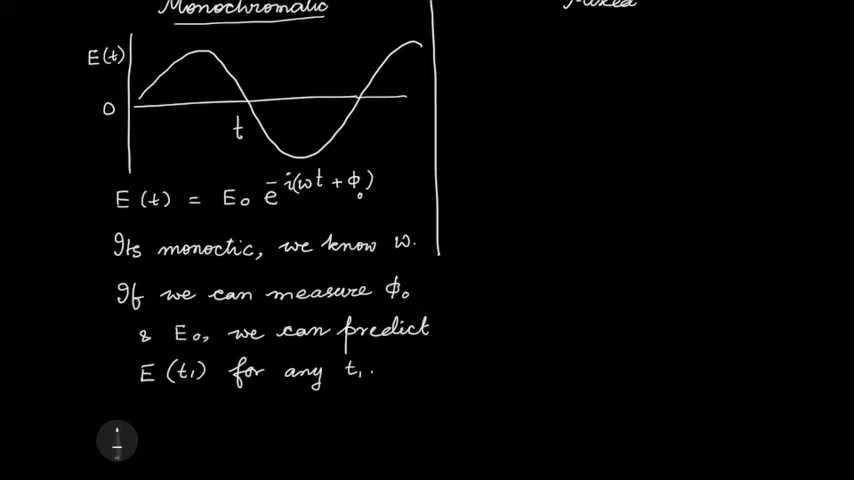 Monochromatic
Mixed
E(t)
0
t
E(t) = E₀ e^-i(ωt + ϕ₀)
Its monoctic, we know ω.
If we can measure ϕ₀
& E₀, we can predict
E(t₁) for any t₁.